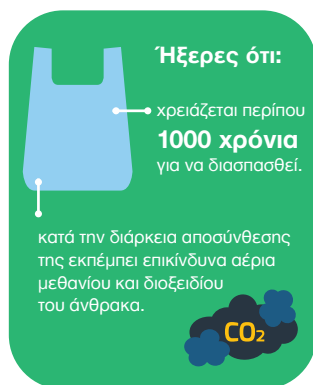 Ήξερες ότι:
χρειάζεται περίπου
1000 χρόνια
για να διασπασθεί.
κατά την διάρκεια αποσύνθεσης
της εκπέμπει επικίνδυνα αέρια
μεθανίου και διοξειδίου
του άνθρακα.
CO₂